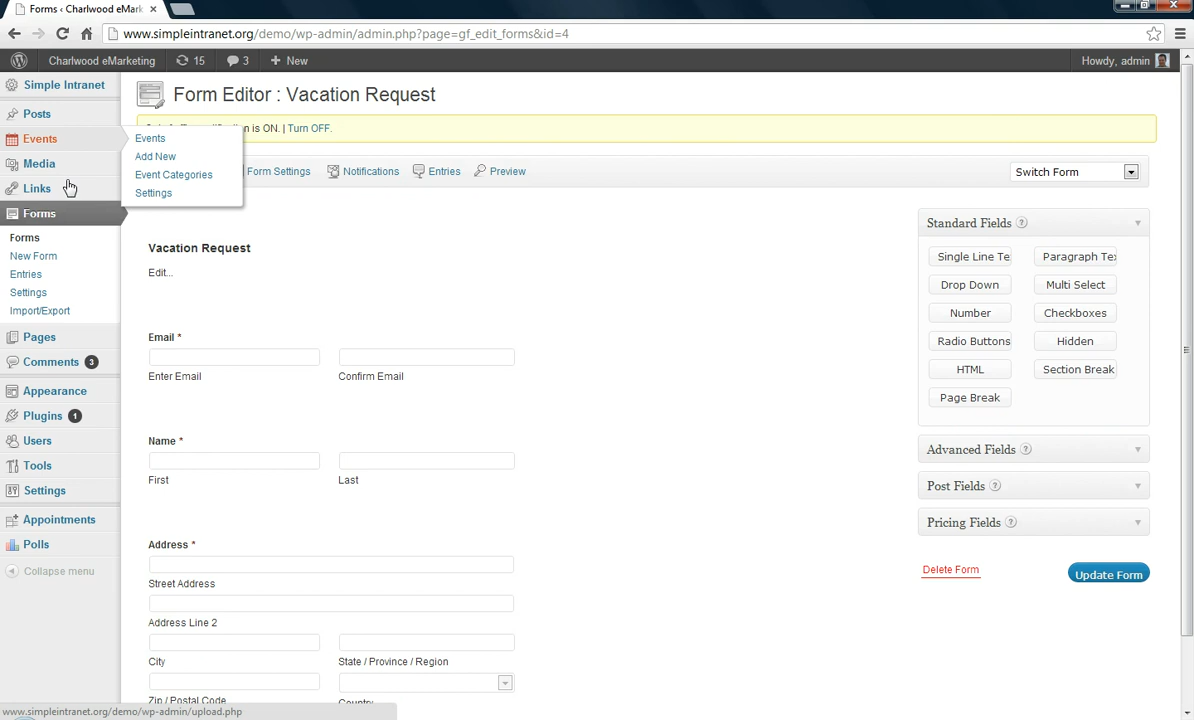 Forms ‹ Charlwood eMark
www.simpleintranet.org/demo/wp-admin/admin.php?page=gf_edit_forms&id=4
Charlwood eMarketing
15
3
+ New
Howdy, admin
Simple Intranet
Posts
Events
Media
Links
Forms
Forms
New Form
Entries
Settings
Import/Export
Pages
Comments 3
Appearance
Plugins 1
Users
Tools
Settings
Appointments
Polls
Collapse menu
Events
Add New
Event Categories
Settings
Form Editor : Vacation Request
n is ON. | Turn OFF.
Form Settings
Notifications
Entries
Preview
Switch Form
Vacation Request
Edit...
Email *
Enter Email
Confirm Email
Name *
First
Last
Address *
Street Address
Address Line 2
City
State / Province / Region
Zip / Postal Code
Country
Standard Fields ?
Single Line Te
Paragraph Tex
Drop Down
Multi Select
Number
Checkboxes
Radio Buttons
Hidden
HTML
Section Break
Page Break
Advanced Fields ?
Post Fields ?
Pricing Fields ?
Delete Form
Update Form
www.simpleintranet.org/demo/wp-admin/upload.php